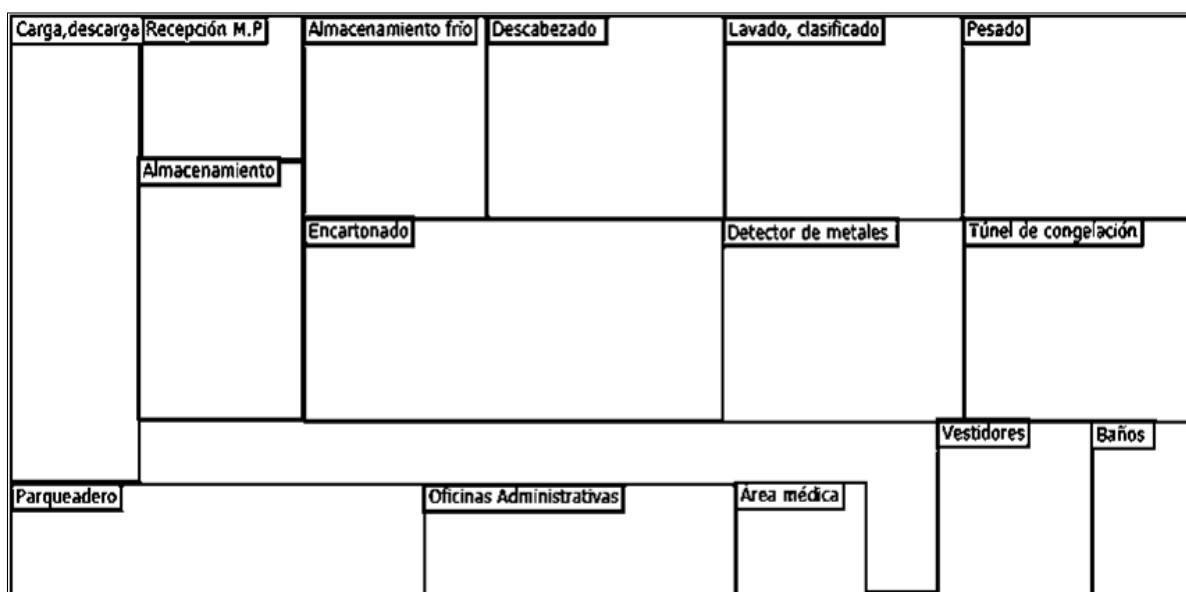 Carga,descarga
Recepción M.P
Almacenamiento frío
Descabezado
Lavado, clasificado
Pesado
Almacenamiento
Encartonado
Detector de metales
Túnel de congelación
Vestidores
Baños
Parqueadero
Oficinas Administrativas
Área médica